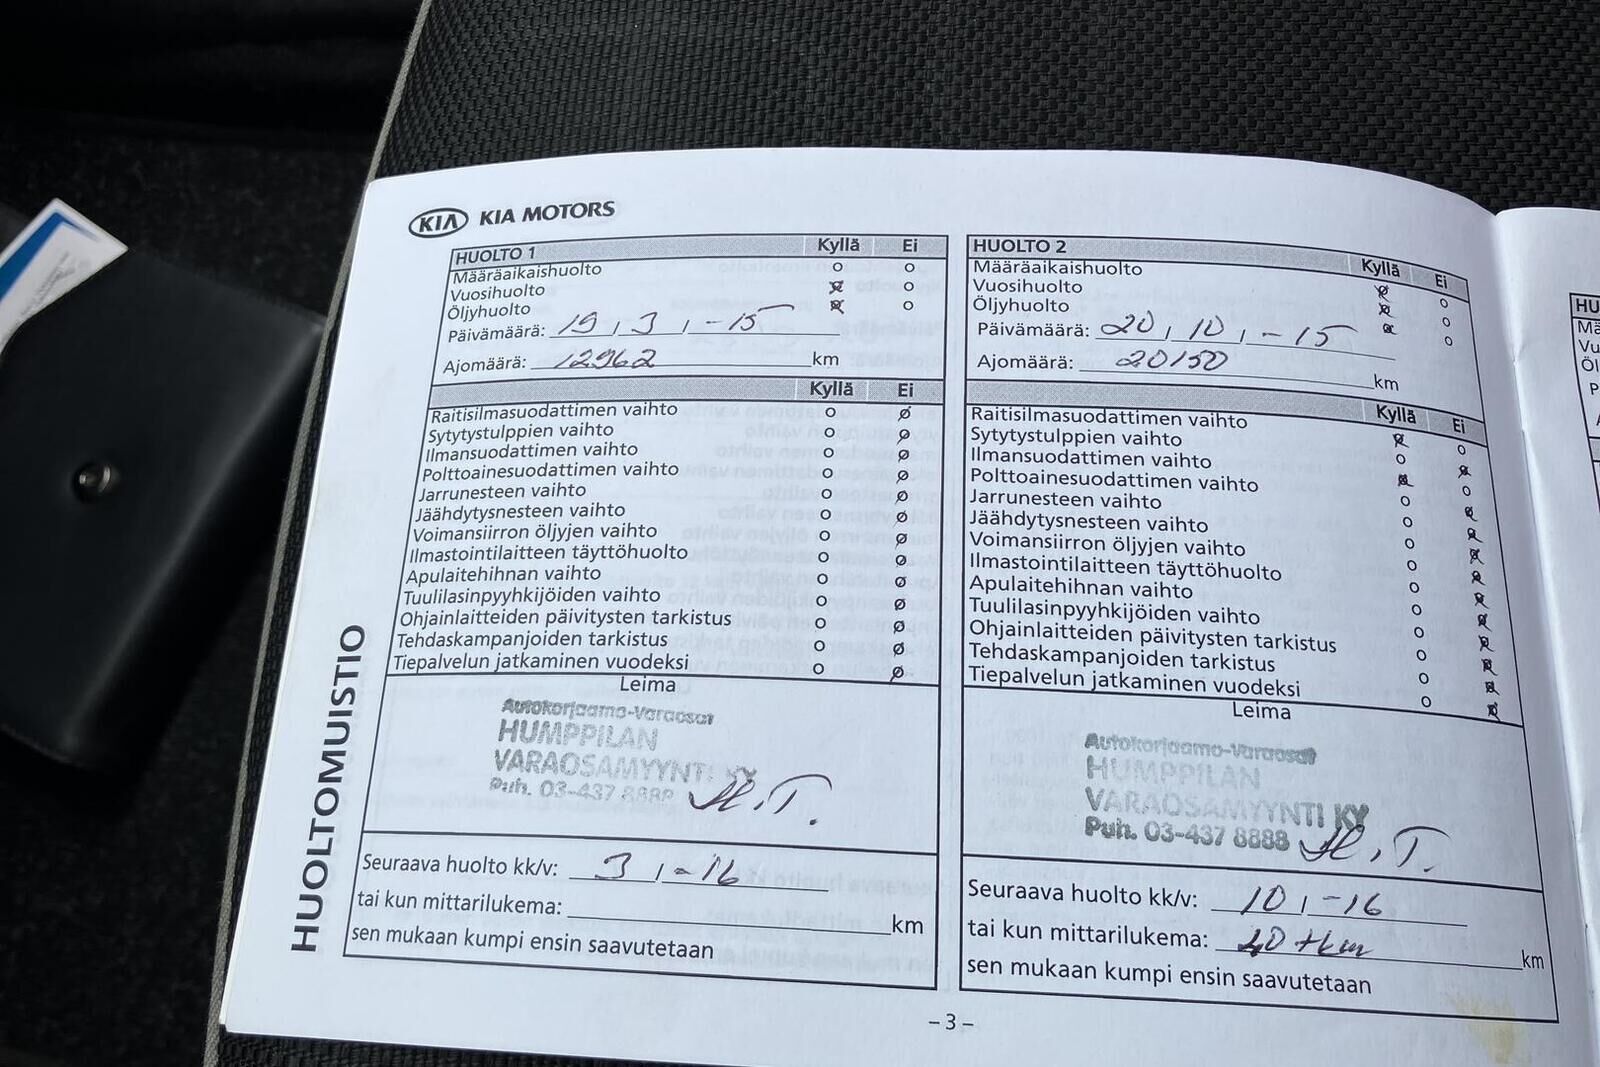 KIA KIA MOTORS
HUOLTOMUISTIO
HUOLTO 1 Kyllä Ei
Määräaikaishuolto
Vuosihuolto
Öljyhuolto
Päivämäärä: 19, 3, -15
Ajomäärä: 12962 km
Kyllä Ei
Raitisilmasuodattimen vaihto
Sytytystulppien vaihto
Ilmansuodattimen vaihto
Polttoainesuodattimen vaihto
Jarrunesteen vaihto
Jäähdytysnesteen vaihto
Voimansiirron öljyjen vaihto
Ilmastointilaitteen täyttöhuolto
Apulaitehihnan vaihto
Tuulilasinpyyhkijöiden vaihto
Ohjainlaitteiden päivitysten tarkistus
Tehdaskampanjoiden tarkistus
Tiepalvelun jatkaminen vuodeksi
Leima
Autokorjaamo-Varaosat
HUMPPILAN
VARAOSAMYYNTI KY
Puh. 03-437 8888 H.T.
Seuraava huolto kk/v: 3, -16
tai kun mittarilukema: km
sen mukaan kumpi ensin saavutetaan
HUOLTO 2 Kyllä Ei
Määräaikaishuolto
Vuosihuolto
Öljyhuolto
Päivämäärä: 20, 10, -15
Ajomäärä: 20150 km
Kyllä Ei
Raitisilmasuodattimen vaihto
Sytytystulppien vaihto
Ilmansuodattimen vaihto
Polttoainesuodattimen vaihto
Jarrunesteen vaihto
Jäähdytysnesteen vaihto
Voimansiirron öljyjen vaihto
Ilmastointilaitteen täyttöhuolto
Apulaitehihnan vaihto
Tuulilasinpyyhkijöiden vaihto
Ohjainlaitteiden päivitysten tarkistus
Tehdaskampanjoiden tarkistus
Tiepalvelun jatkaminen vuodeksi
Leima
Autokorjaamo-Varaosat
HUMPPILAN
VARAOSAMYYNTI KY
Puh. 03-437 8888 H.T.
Seuraava huolto kk/v: 10, -16
tai kun mittarilukema: 40 tkm km
sen mukaan kumpi ensin saavutetaan
- 3 -
HU
Mä
Vu
Öl
P